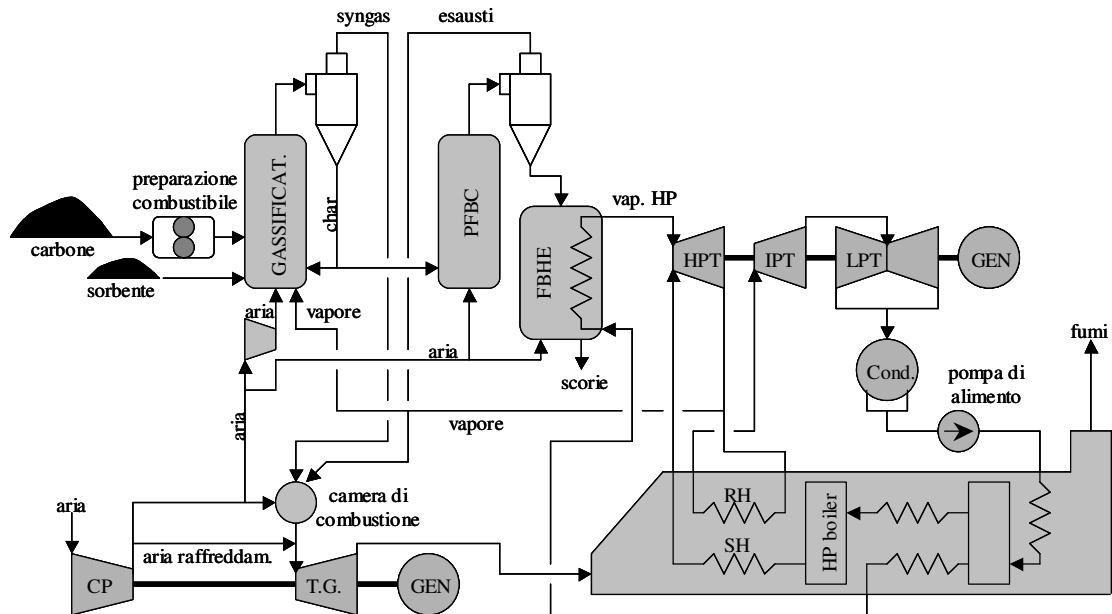 syngas
esausti
preparazione
combustibile
carbone
sorbente
GASSIFICAT.
char
PFBC
FBHE
vap. HP
HPT
IPT
LPT
GEN
aria
vapore
aria
scorie
Cond.
pompa di
alimento
fumi
aria
vapore
aria
camera di
combustione
aria raffreddam.
CP
T.G.
GEN
RH
SH
HP boiler